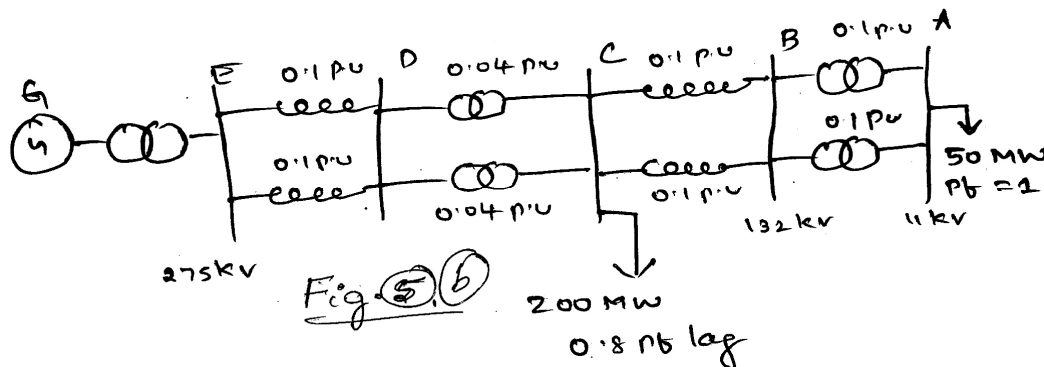 G
G
E
0.1 p.u
D
0.04 p.u
C
0.1 p.u
B
0.1 p.u
A
0.1 p.u
0.04 p.u
0.1 p.u
0.1 p.u
50 MW
Pf = 1
132 kv
11 kv
275 kv
Fig. 5.b
200 MW
0.8 pf lag